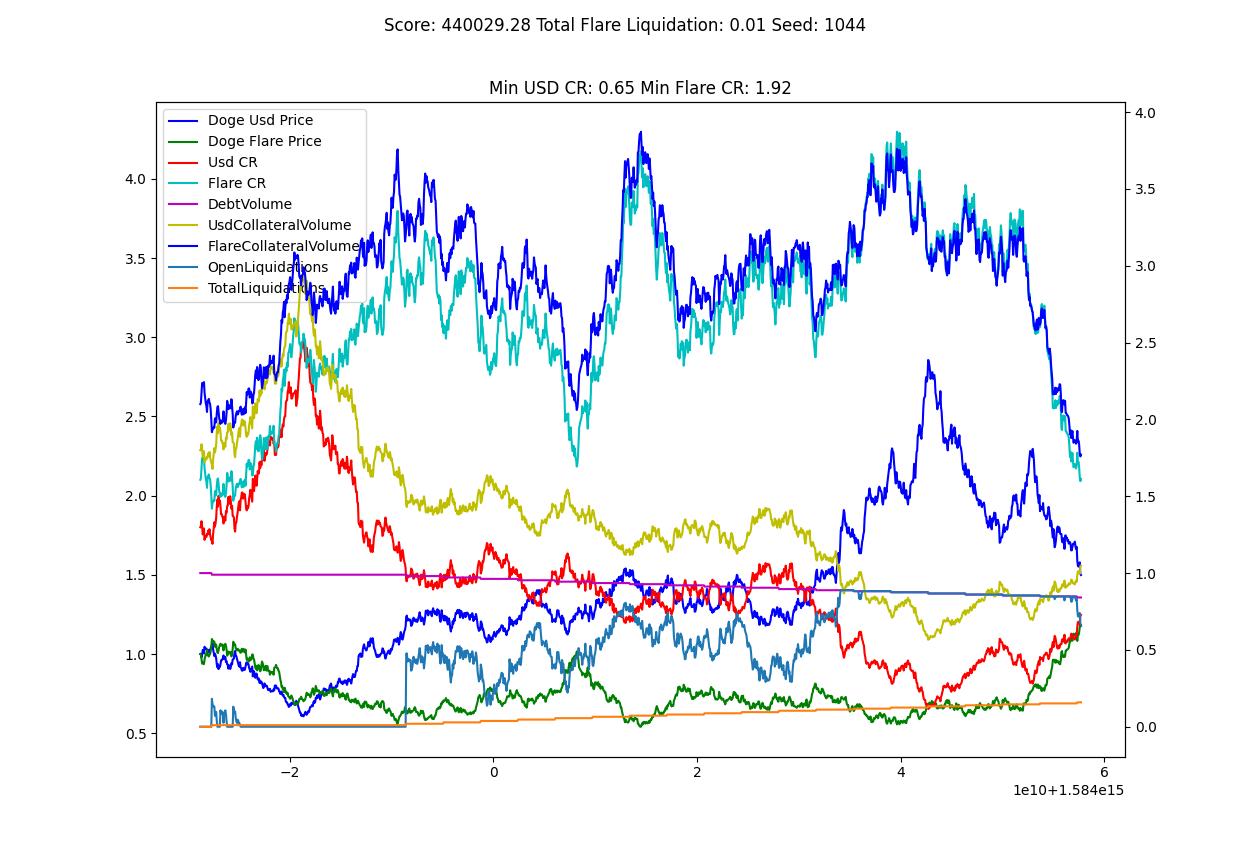 Score: 440029.28 Total Flare Liquidation: 0.01 Seed: 1044
Min USD CR: 0.65 Min Flare CR: 1.92
Doge Usd Price
Doge Flare Price
Usd CR
Flare CR
DebtVolume
UsdCollateralVolume
FlareCollateralVolume
OpenLiquidations
TotalLiquidations
4.0
3.5
3.0
2.5
2.0
1.5
1.0
0.5
4.0
3.5
3.0
2.5
2.0
1.5
1.0
0.5
0.0
−2
0
2
4
6
1e10+1.584e15